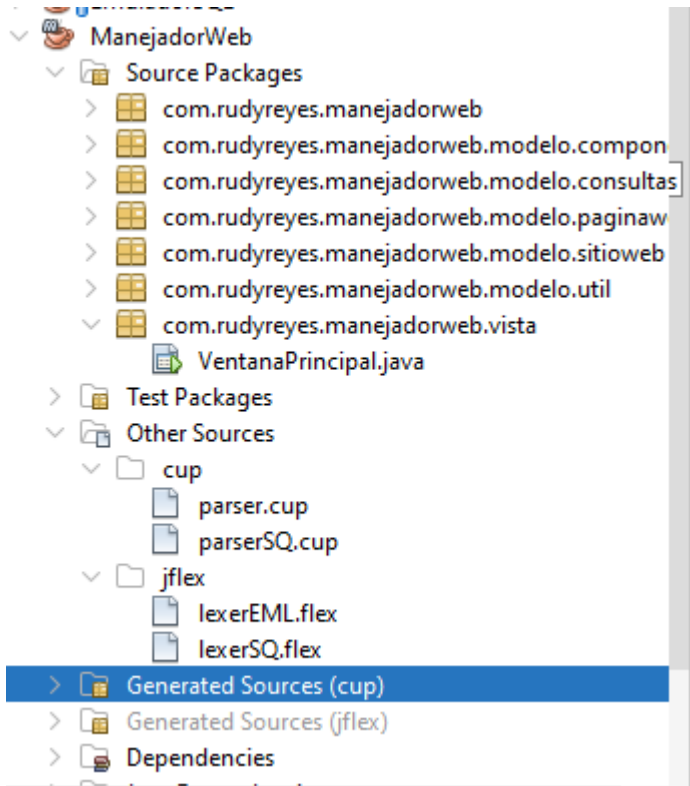 ManejadorWeb
Source Packages
com.rudyreyes.manejadorweb
com.rudyreyes.manejadorweb.modelo.compon
com.rudyreyes.manejadorweb.modelo.consultas
com.rudyreyes.manejadorweb.modelo.paginaw
com.rudyreyes.manejadorweb.modelo.sitioweb
com.rudyreyes.manejadorweb.modelo.util
com.rudyreyes.manejadorweb.vista
VentanaPrincipal.java
Test Packages
Other Sources
cup
parser.cup
parserSQ.cup
jflex
lexerEML.flex
lexerSQ.flex
Generated Sources (cup)
Generated Sources (jflex)
Dependencies